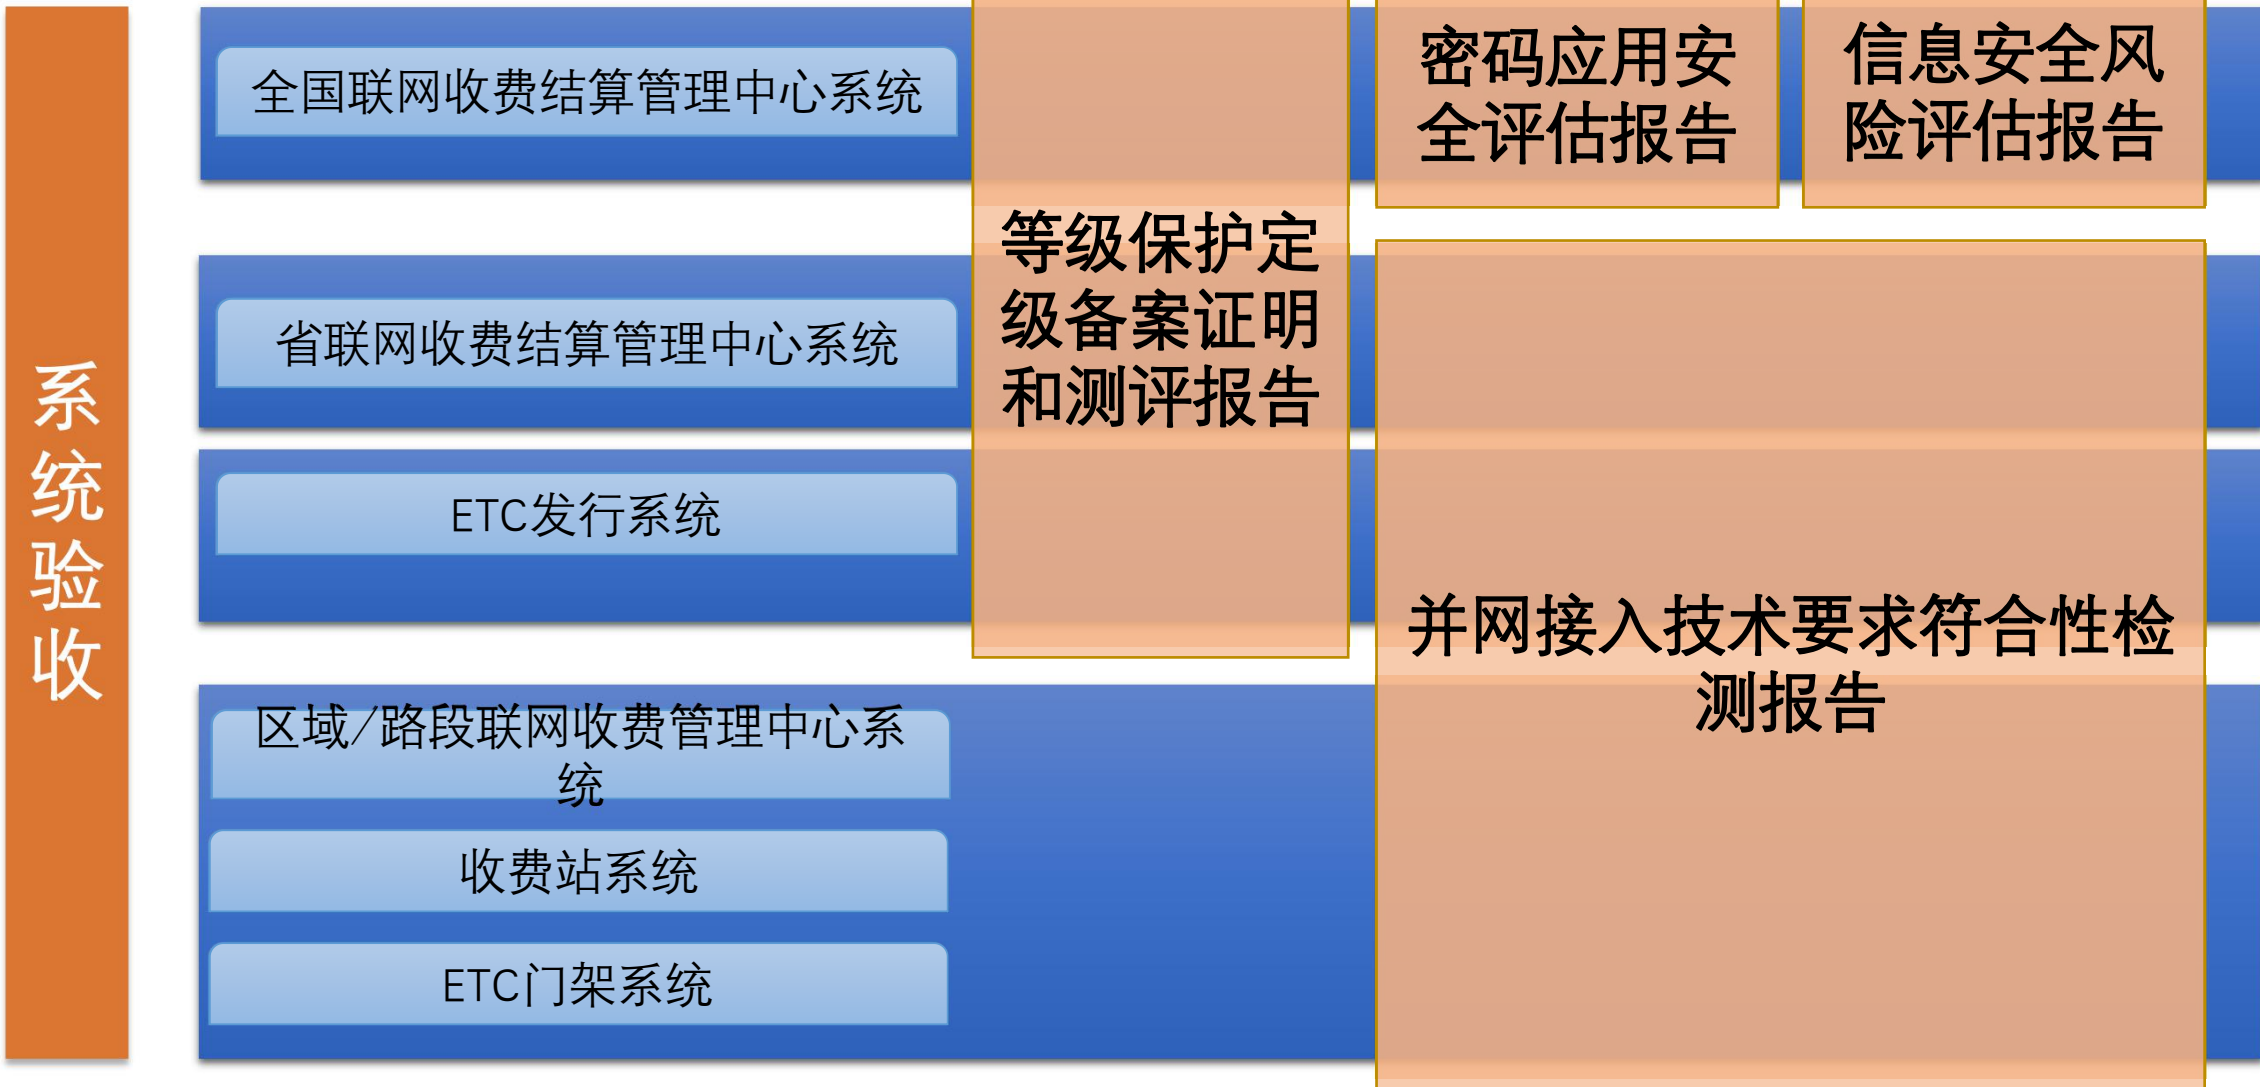 系
统
验
收
全国联网收费结算管理中心系统
省联网收费结算管理中心系统
ETC发行系统
区域/路段联网收费管理中心系
统
收费站系统
ETC门架系统
等级保护定
级备案证明
和测评报告
密码应用安
全评估报告
信息安全风
险评估报告
并网接入技术要求符合性检
测报告